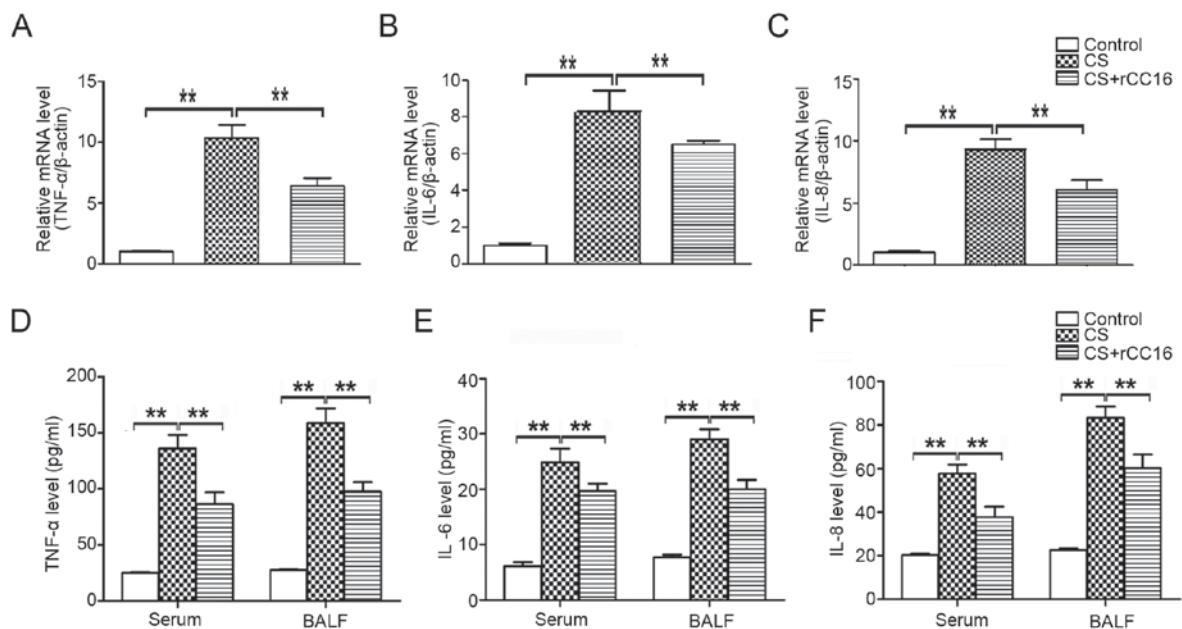 A
B
C
Control
CS
CS+rCC16
Relative mRNA level
(TNF-α/β-actin)
15
10
5
0
**
**
Relative mRNA level
(IL-6/β-actin)
10
8
6
4
2
0
**
**
Relative mRNA level
(IL-8/β-actin)
15
10
5
0
**
**
D
E
F
Control
CS
CS+rCC16
TNF-α level (pg/ml)
200
150
100
50
0
** **
** **
Serum
BALF
IL -6 level (pg/ml)
40
30
20
10
0
** **
** **
Serum
BALF
IL-8 level (pg/ml)
100
80
60
40
20
0
** **
** **
Serum
BALF